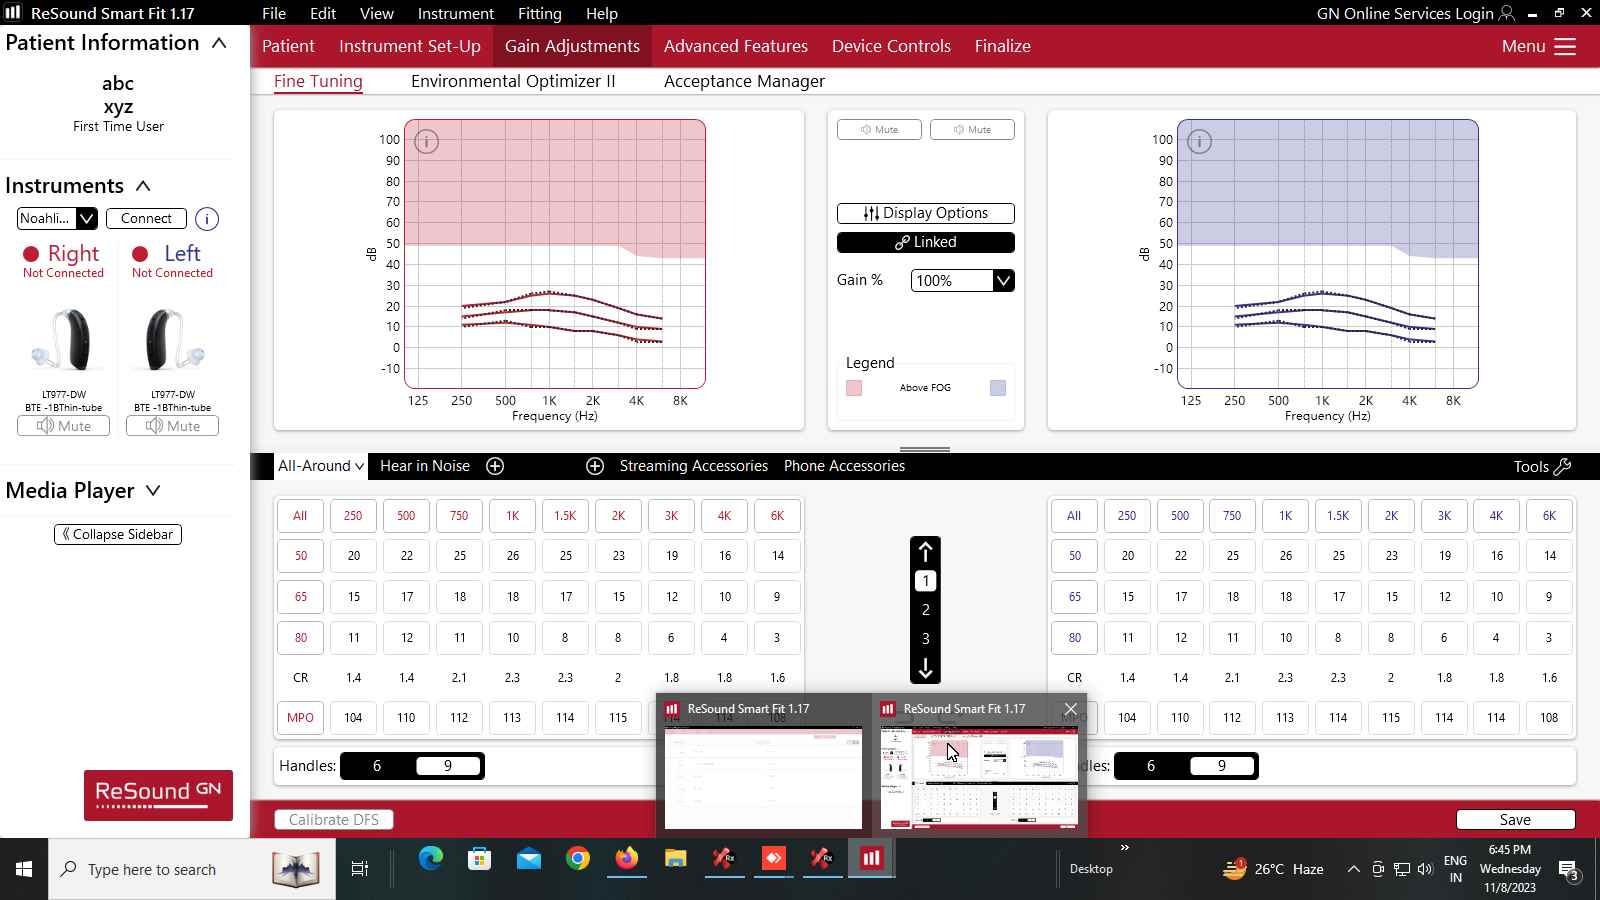 ReSound Smart Fit 1.17
File Edit View Instrument Fitting Help
GN Online Services Login
Patient Information
abc
xyz
First Time User
Instruments
Noahli... Connect i
Right Left
Not Connected Not Connected
LT977-DW LT977-DW
BTE -1BThin-tube BTE -1BThin-tube
Mute Mute
Media Player
Collapse Sidebar
ReSound GN
Patient Instrument Set-Up Gain Adjustments Advanced Features Device Controls Finalize Menu
Fine Tuning Environmental Optimizer II Acceptance Manager
i
dB
100
90
80
70
60
50
40
30
20
10
0
-10
125 250 500 1K 2K 4K 8K
Frequency (Hz)
Mute Mute
Display Options
Linked
Gain % 100%
Legend
Above FOG
i
dB
100
90
80
70
60
50
40
30
20
10
0
-10
125 250 500 1K 2K 4K 8K
Frequency (Hz)
All-Around Hear in Noise Streaming Accessories Phone Accessories Tools
All 250 500 750 1K 1.5K 2K 3K 4K 6K
50 20 22 25 26 25 23 19 16 14
65 15 17 18 18 17 15 12 10 9
80 11 12 11 10 8 8 6 4 3
CR 1.4 1.4 2.1 2.3 2.3 2 1.8 1.8 1.6
MPO 104 110 112 113 114 115 114 114 108
Handles: 6 9
1
2
3
All 250 500 750 1K 1.5K 2K 3K 4K 6K
50 20 22 25 26 25 23 19 16 14
65 15 17 18 18 17 15 12 10 9
80 11 12 11 10 8 8 6 4 3
CR 1.4 1.4 2.1 2.3 2.3 2 1.8 1.8 1.6
MPO 104 110 112 113 114 115 114 114 108
dles: 6 9
ReSound Smart Fit 1.17 ReSound Smart Fit 1.17
Calibrate DFS Save
Type here to search
Rx Rx
Desktop
1
26°C Haze
ENG
IN
6:45 PM
Wednesday
11/8/2023
3